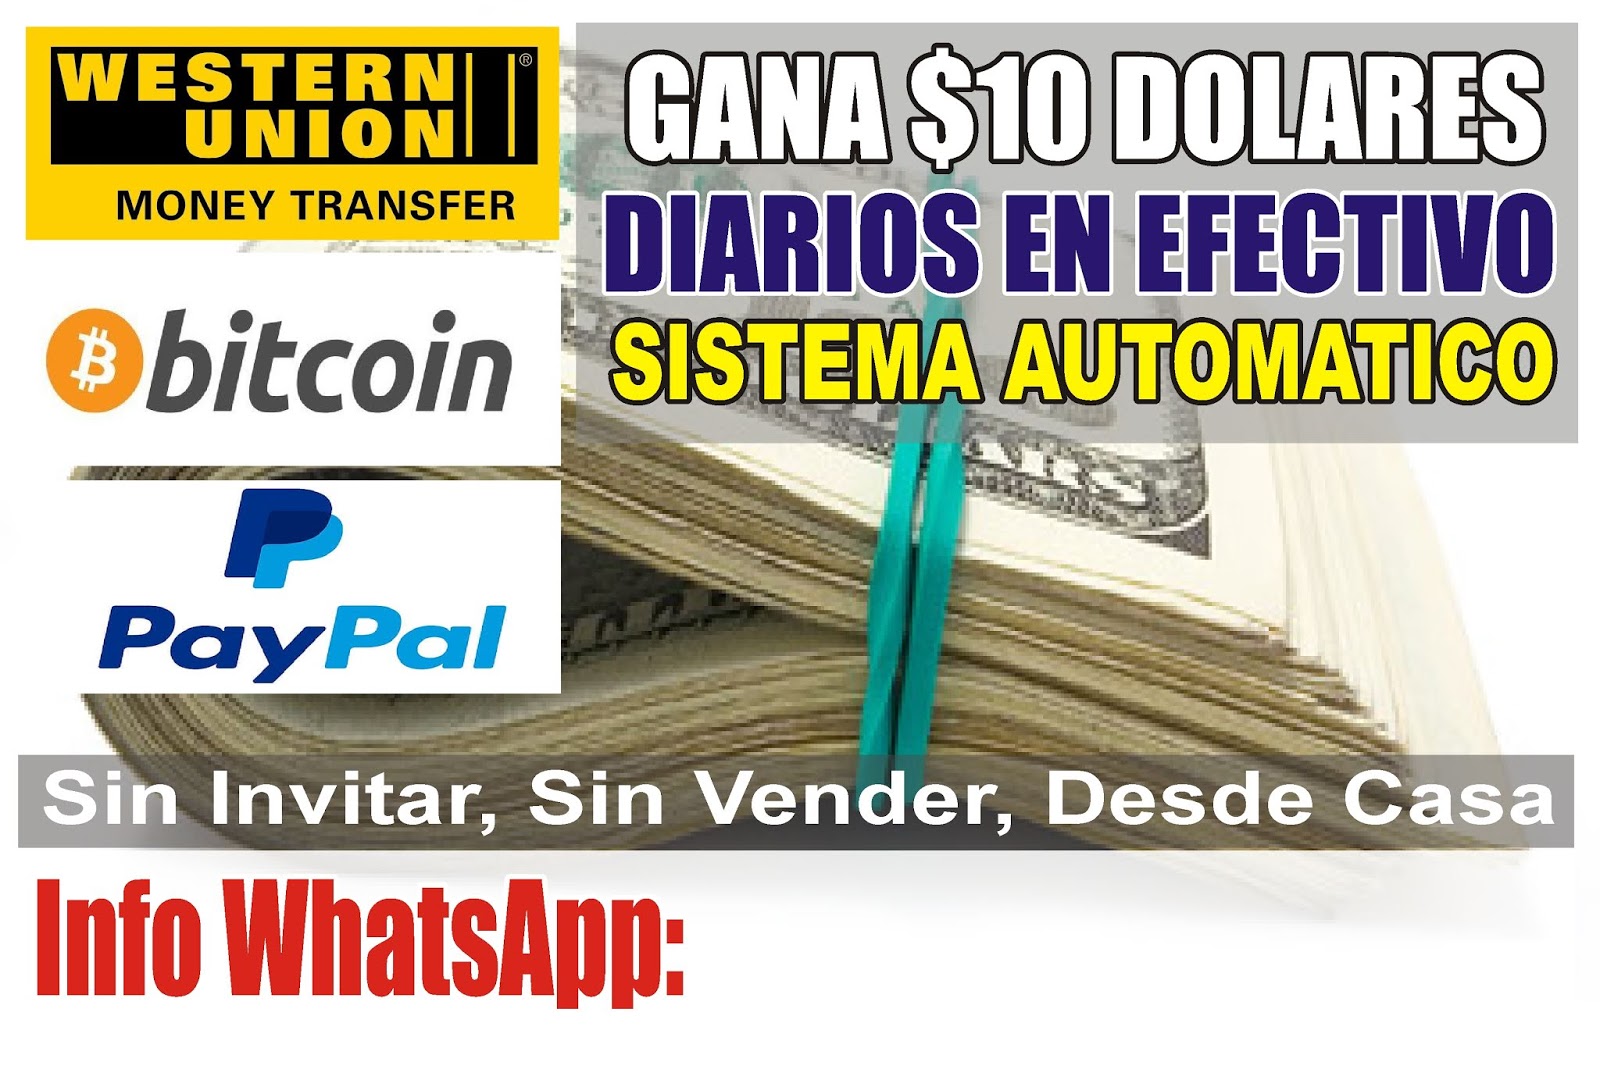 WESTERN
UNION ®
MONEY TRANSFER
bitcoin
PayPal
GANA $10 DOLARES
DIARIOS EN EFECTIVO
SISTEMA AUTOMATICO
Sin Invitar, Sin Vender, Desde Casa
Info WhatsApp: